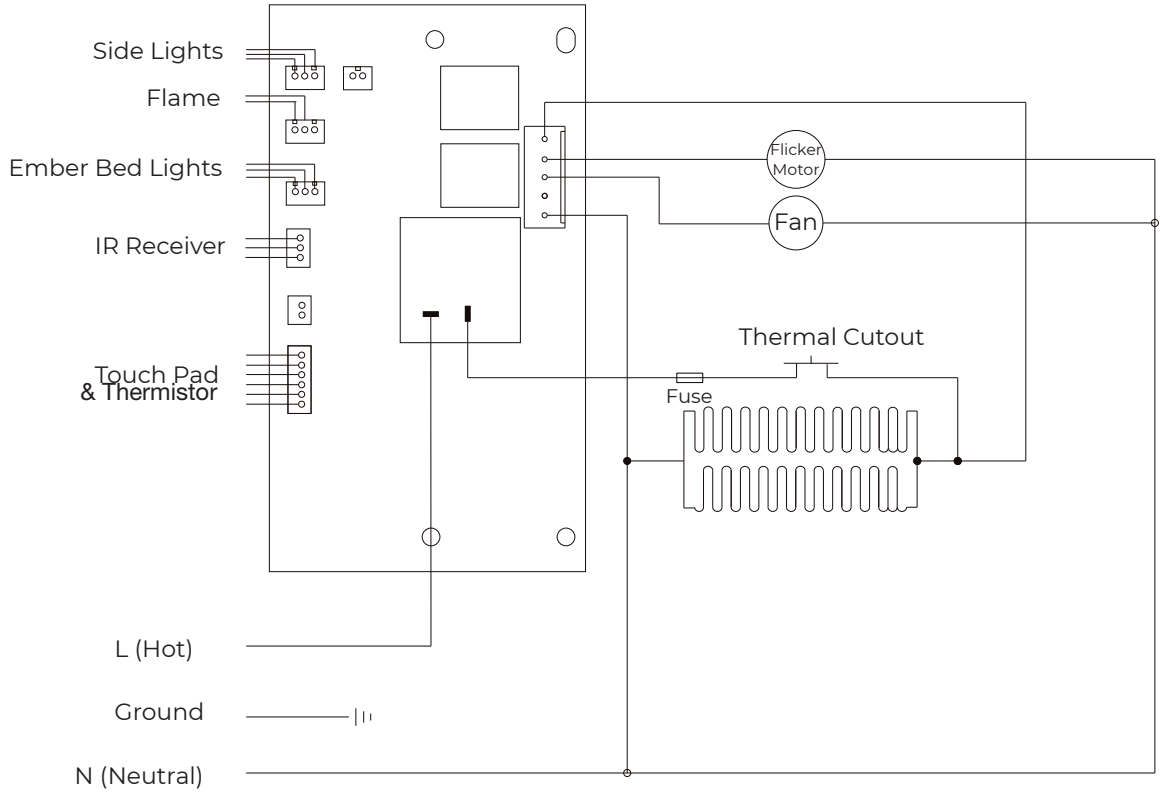 Side Lights
Flame
Ember Bed Lights
IR Receiver
Touch Pad
& Thermistor
Flicker
Motor
Fan
Thermal Cutout
Fuse
L (Hot)
Ground
N (Neutral)